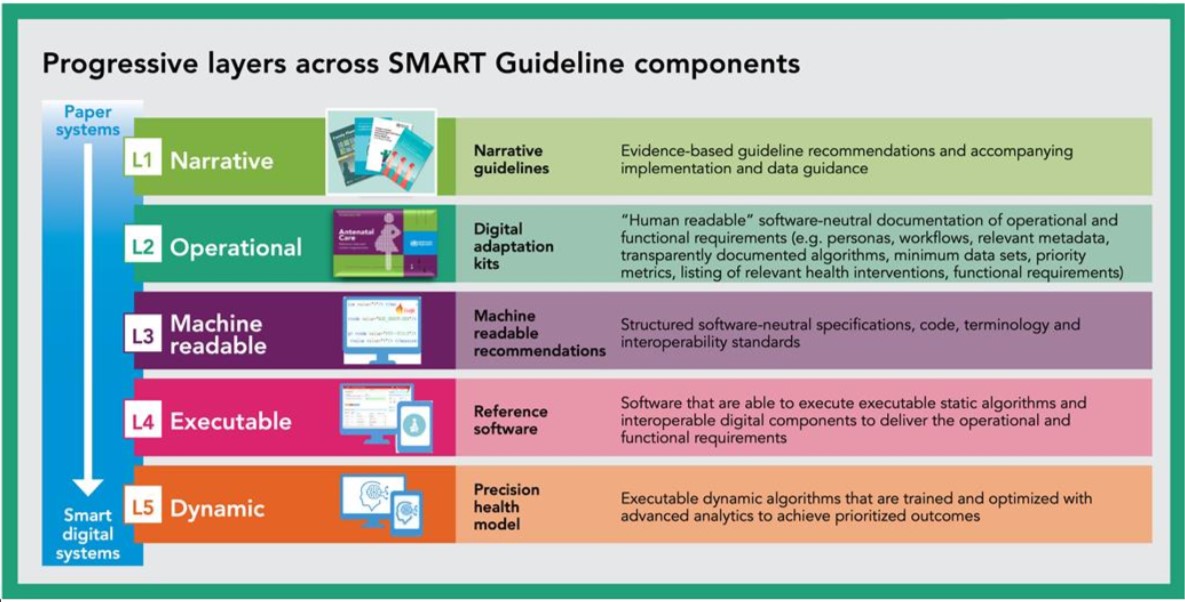 Progressive layers across SMART Guideline components
Paper
systems
L1 Narrative
Narrative
guidelines
Evidence-based guideline recommendations and accompanying
implementation and data guidance
L2 Operational
Antenatal
Care
Digital
adaptation
kits
“Human readable” software-neutral documentation of operational and
functional requirements (e.g. personas, workflows, relevant metadata,
transparently documented algorithms, minimum data sets, priority
metrics, listing of relevant health interventions, functional requirements)
L3 Machine
readable
Machine
readable
recommendations
Structured software-neutral specifications, code, terminology and
interoperability standards
L4 Executable
Reference
software
Software that are able to execute executable static algorithms and
interoperable digital components to deliver the operational and
functional requirements
L5 Dynamic
Precision
health
model
Executable dynamic algorithms that are trained and optimized with
advanced analytics to achieve prioritized outcomes
Smart
digital
systems